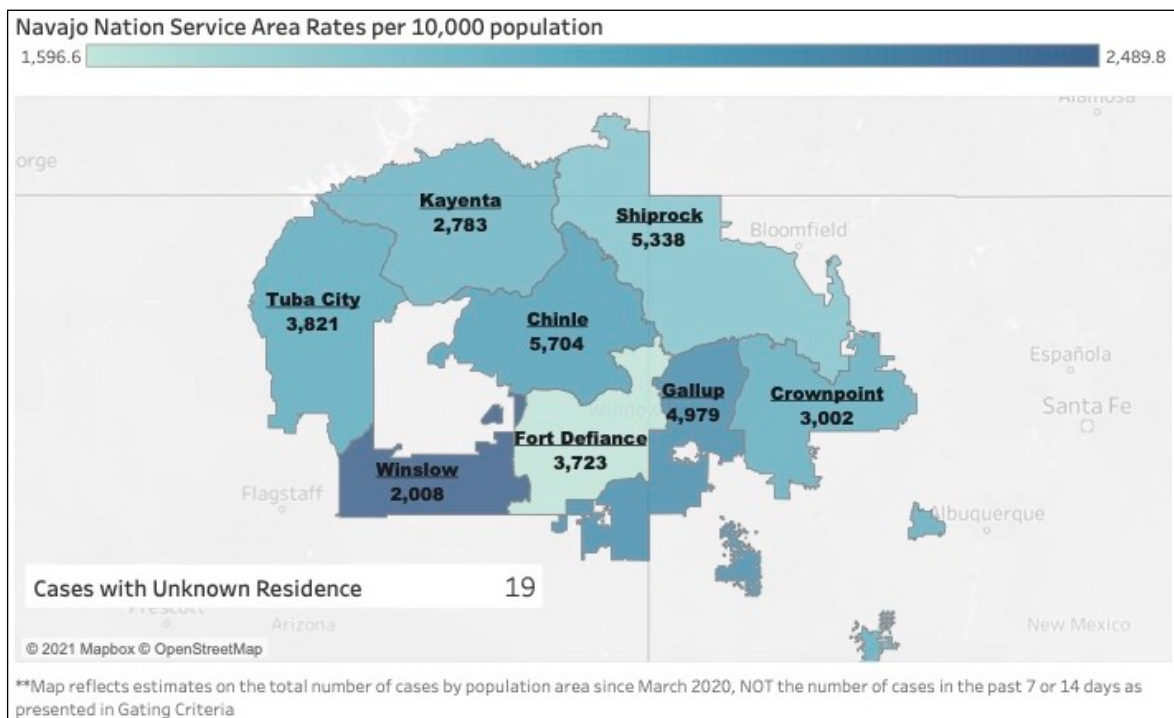 Navajo Nation Service Area Rates per 10,000 population
1,596.6
2,489.8
Alamosa
orge
Kayenta
2,783
Shiprock
5,338
Bloomfield
Tuba City
3,821
Chinle
5,704
Española
Gallup
4,979
Crownpoint
3,002
Santa Fe
Window
Fort Defiance
3,723
Winslow
2,008
Flagstaff
Albuquerque
Cases with Unknown Residence 19
Prescott
Arizona
New Mexico
© 2021 Mapbox © OpenStreetMap
**Map reflects estimates on the total number of cases by population area since March 2020, NOT the number of cases in the past 7 or 14 days as
presented in Gating Criteria